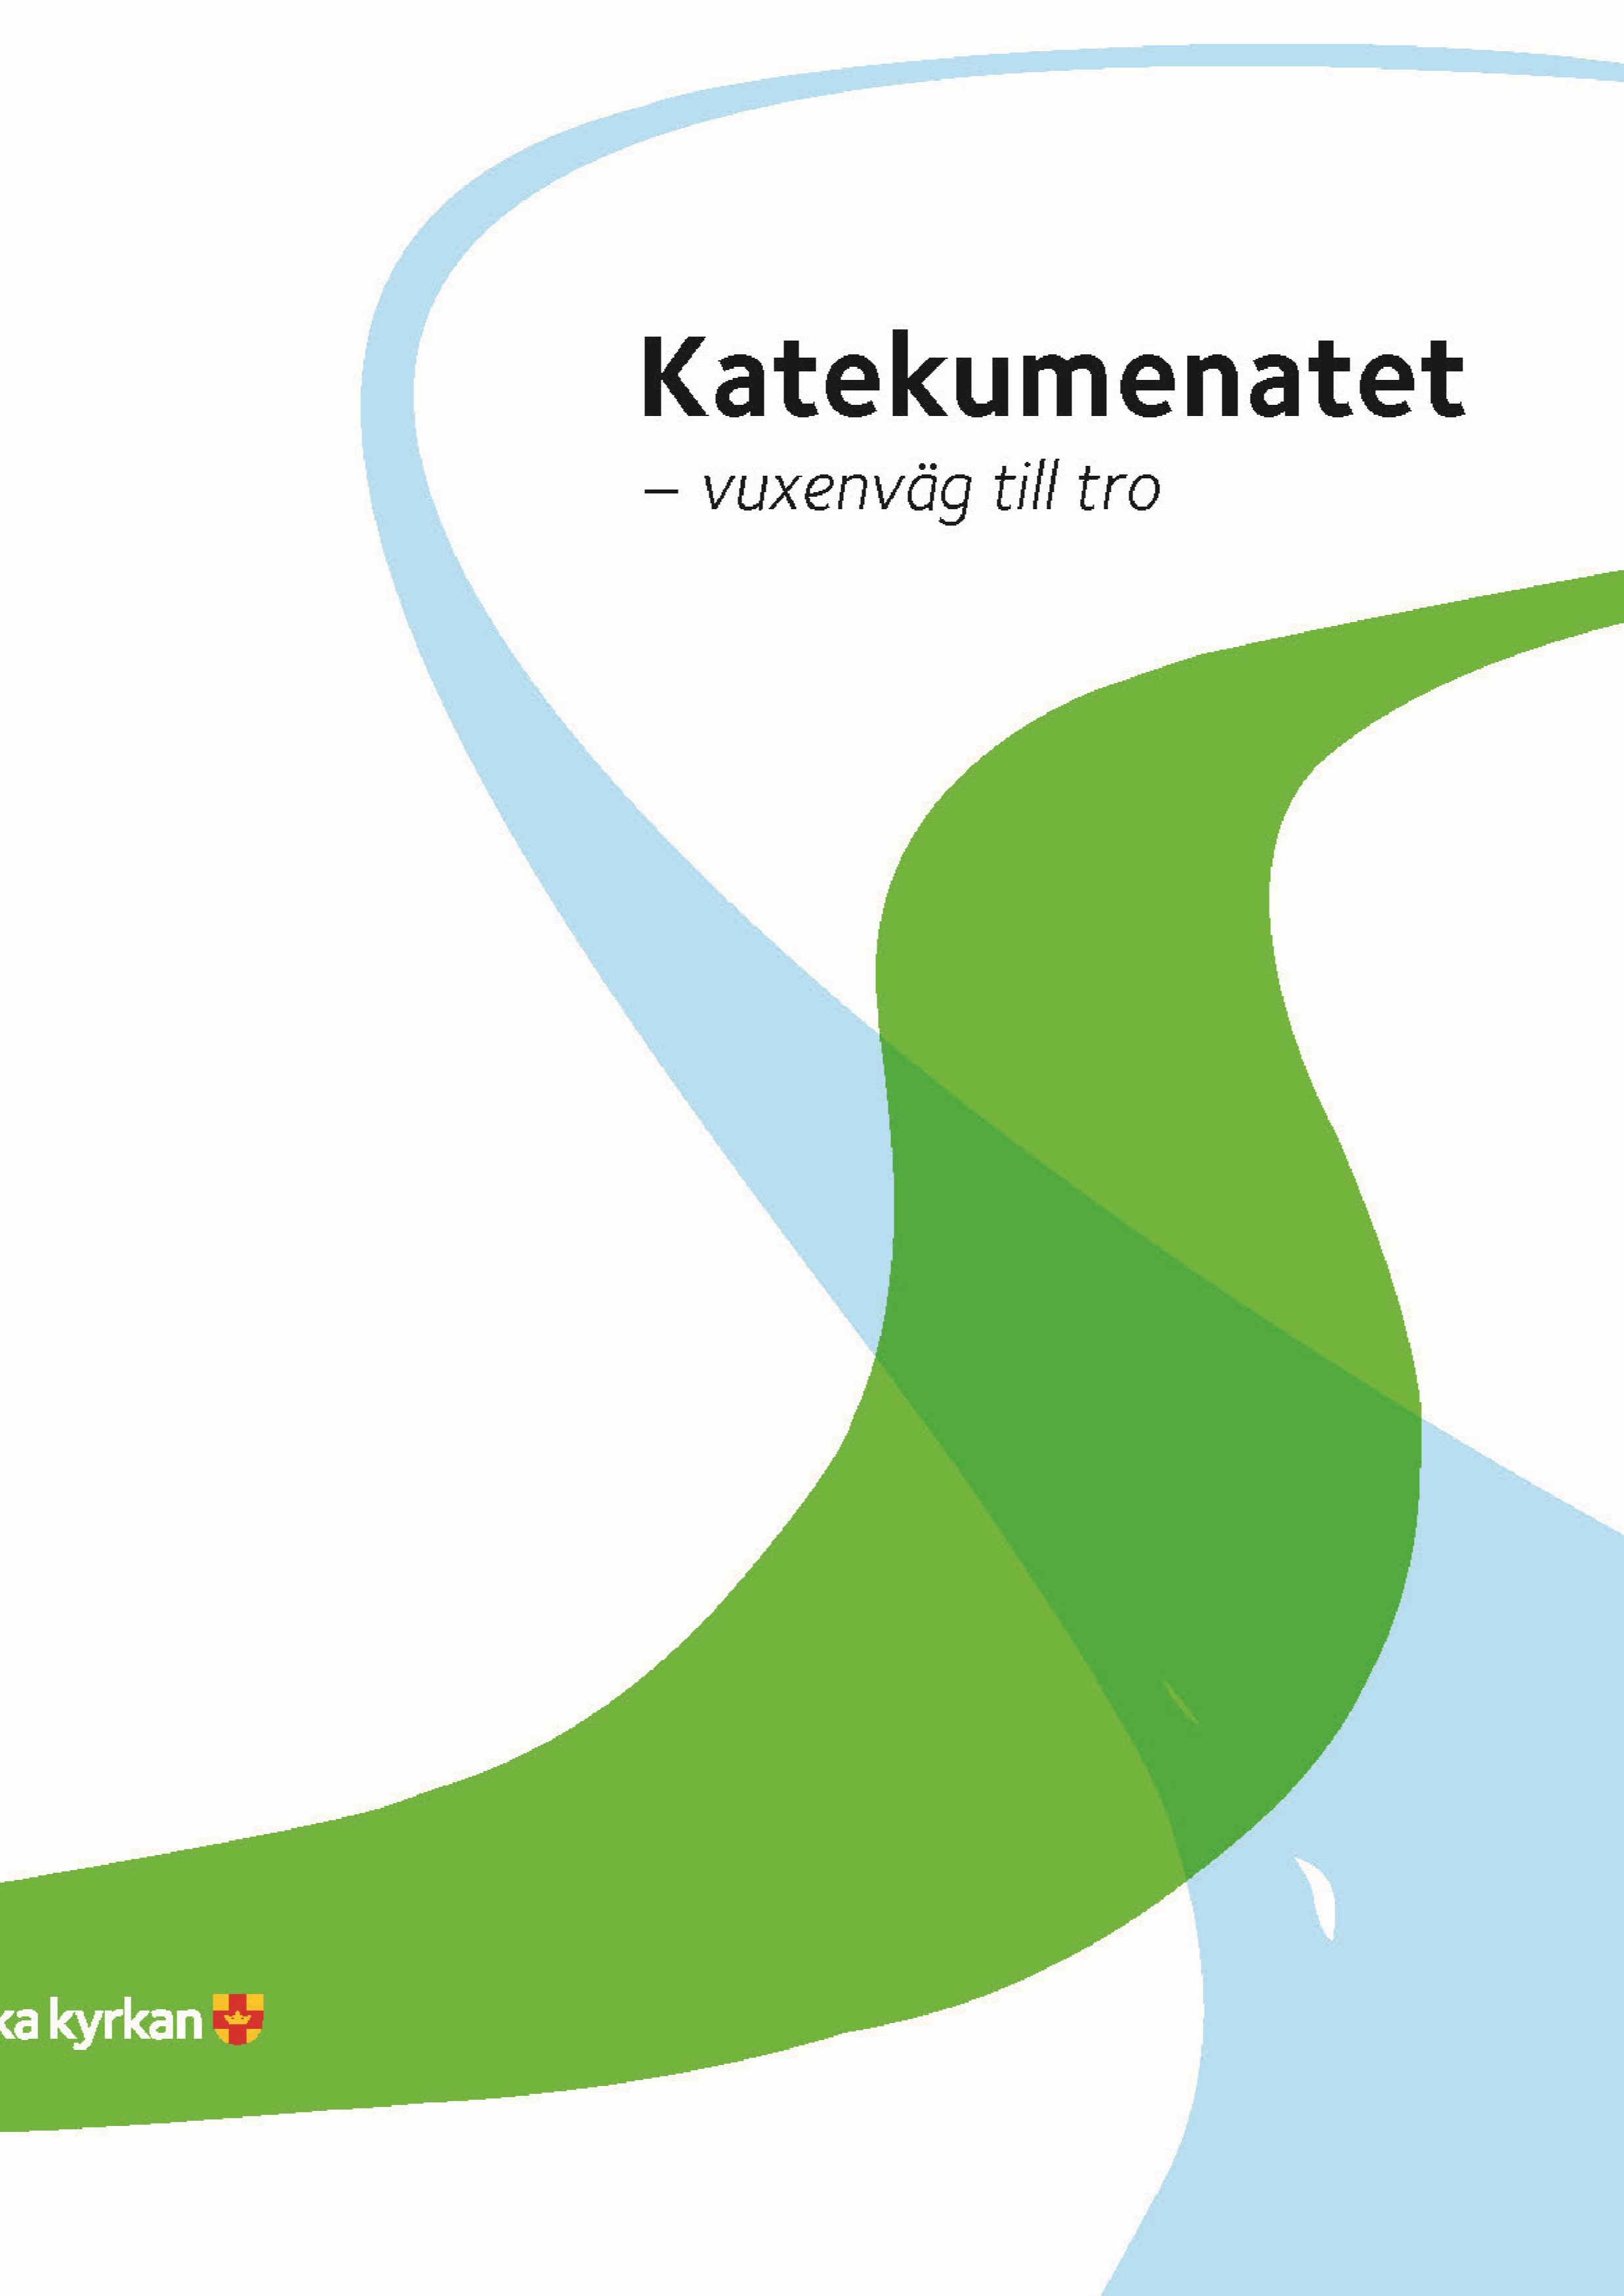 Katekumenatet
– vuxenväg till tro
ka kyrkan